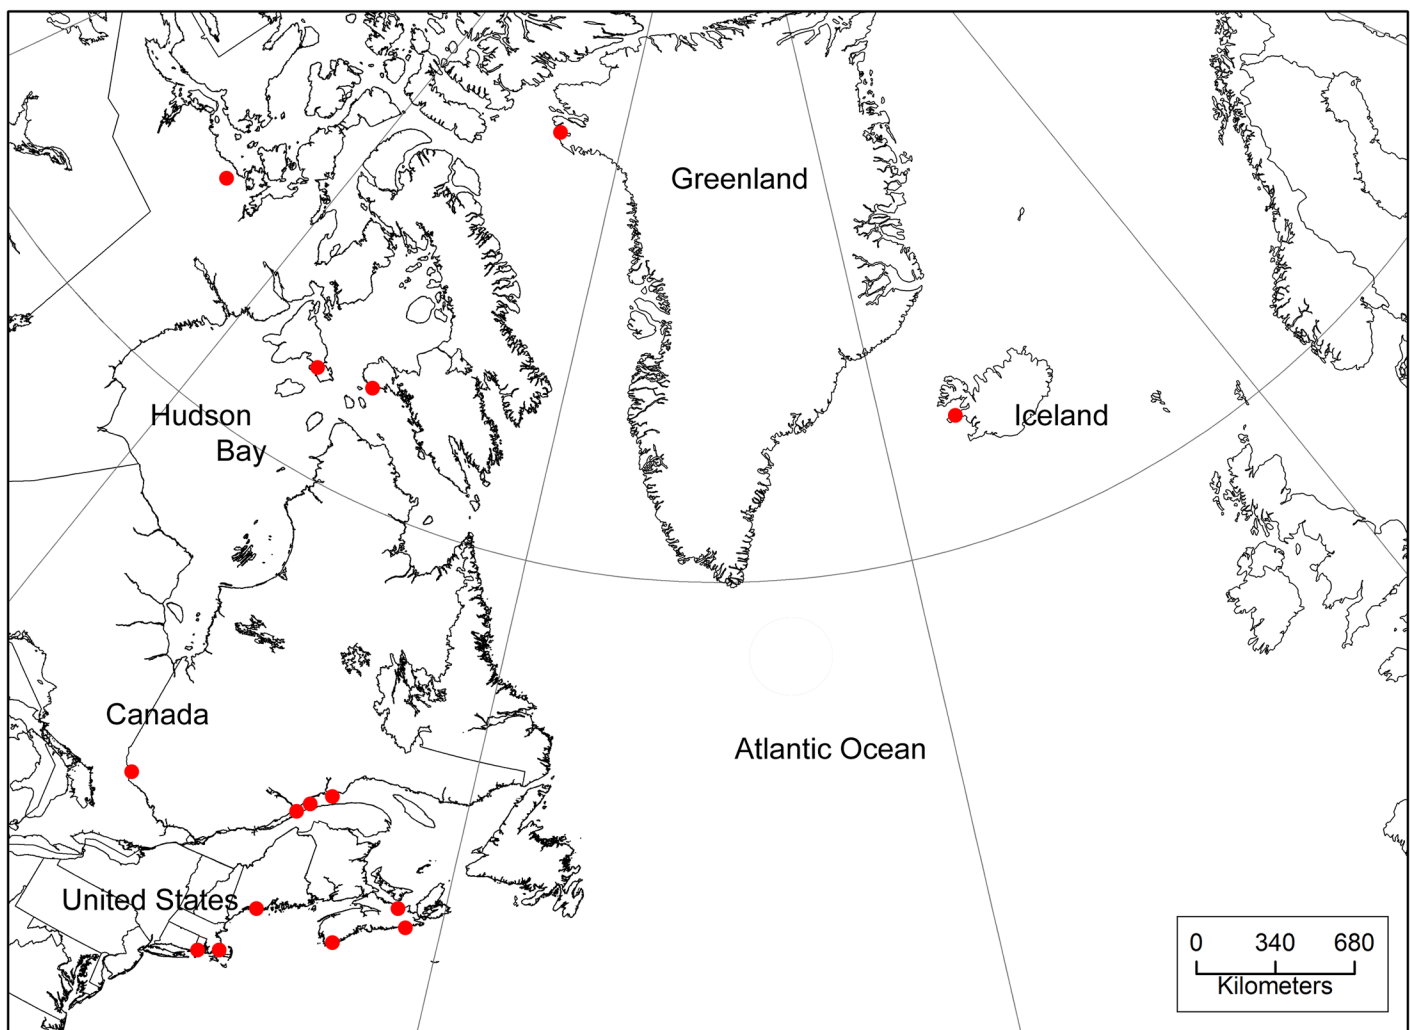 Greenland
Hudson
Bay
Iceland
Canada
Atlantic Ocean
United States
0 340 680
Kilometers